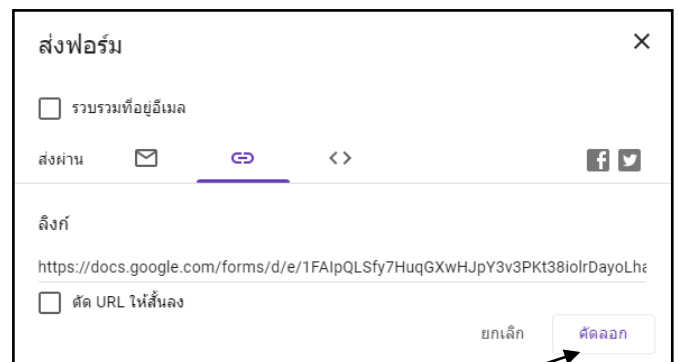 ส่งฟอร์ม
รวบรวมที่อยู่อีเมล
ส่งผ่าน
ลิงก์
https://docs.google.com/forms/d/e/1FAIpQLSfy7HuqGXwHJpY3v3PKt38iolrDayoLha
ตัด URL ให้สั้นลง
ยกเลิก คัดลอก